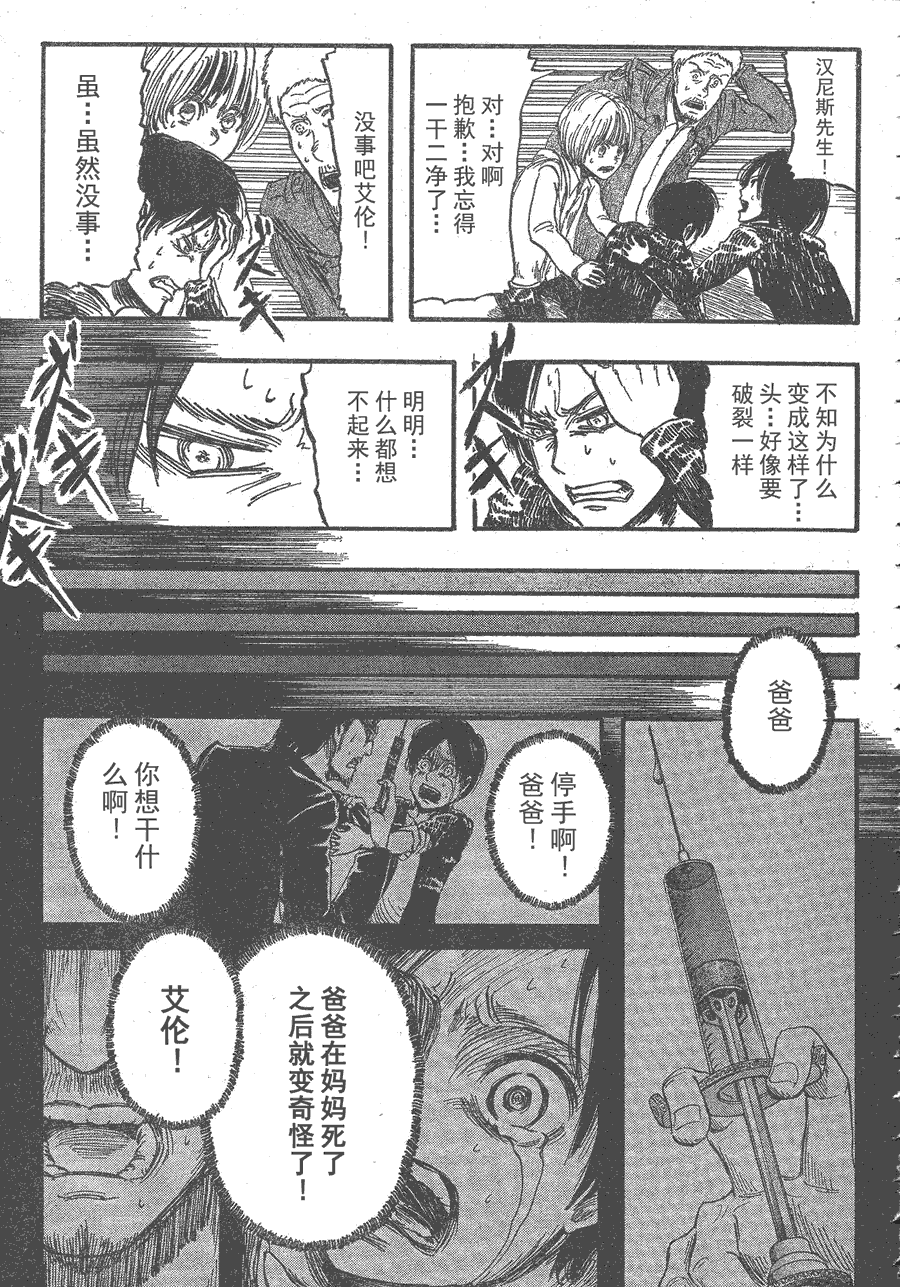 汉尼斯先生！
对…对啊
抱歉…我忘得
一干二净了…
没事吧艾伦！
虽…虽然没事…
不知为什么
变成这样了…
头…好像要
破裂一样
明明…
什么都想
不起来…
爸爸
停手啊！
爸爸！
你想干什
么啊！
爸爸在妈妈死了
之后就变奇怪了！
艾伦！